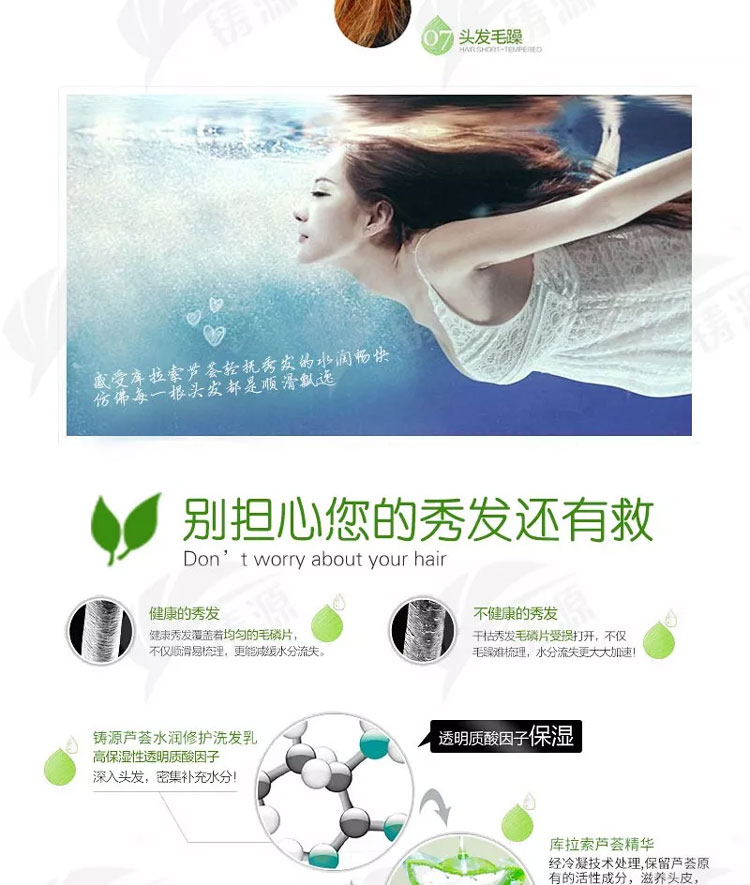 07 头发毛躁
HAIR SHORT-TEMPERED
感受库拉索芦荟轻抚秀发的水润畅快
仿佛每一根头发都是顺滑飘逸
别担心您的秀发还有救
Don't worry about your hair
健康的秀发
健康秀发覆盖着均匀的毛磷片，
不仅顺滑易梳理，更能减缓水分流失。
不健康的秀发
干枯秀发毛磷片受损打开，不仅
毛躁难梳理，水分流失更大大加速！
铸源芦荟水润修护洗发乳
高保湿性透明质酸因子
深入头发，密集补充水分！
透明质酸因子保湿
库拉索芦荟精华
经冷凝技术处理，保留芦荟原
有的活性成分，滋养头皮，
铸源